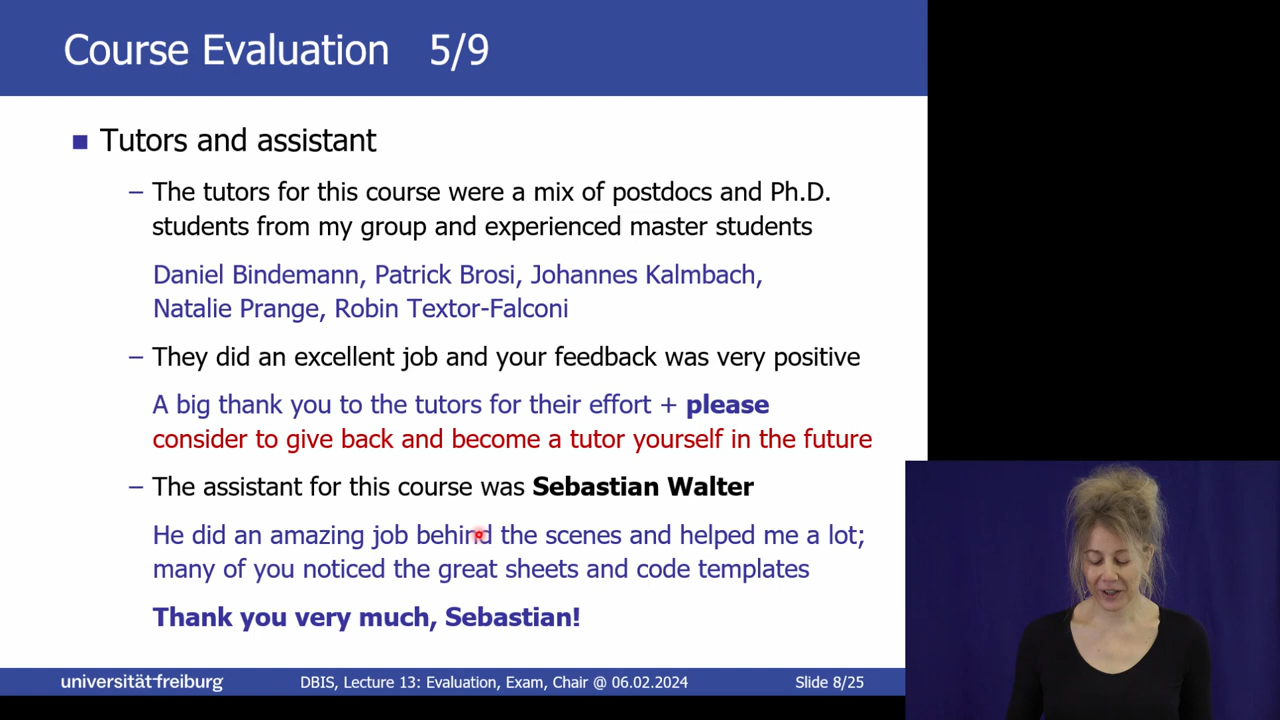 Course Evaluation 5/9
Tutors and assistant
– The tutors for this course were a mix of postdocs and Ph.D.
students from my group and experienced master students
Daniel Bindemann, Patrick Brosi, Johannes Kalmbach,
Natalie Prange, Robin Textor-Falconi
– They did an excellent job and your feedback was very positive
A big thank you to the tutors for their effort + please
consider to give back and become a tutor yourself in the future
– The assistant for this course was Sebastian Walter
He did an amazing job behind the scenes and helped me a lot;
many of you noticed the great sheets and code templates
Thank you very much, Sebastian!
universität freiburg
DBIS, Lecture 13: Evaluation, Exam, Chair @ 06.02.2024
Slide 8/25